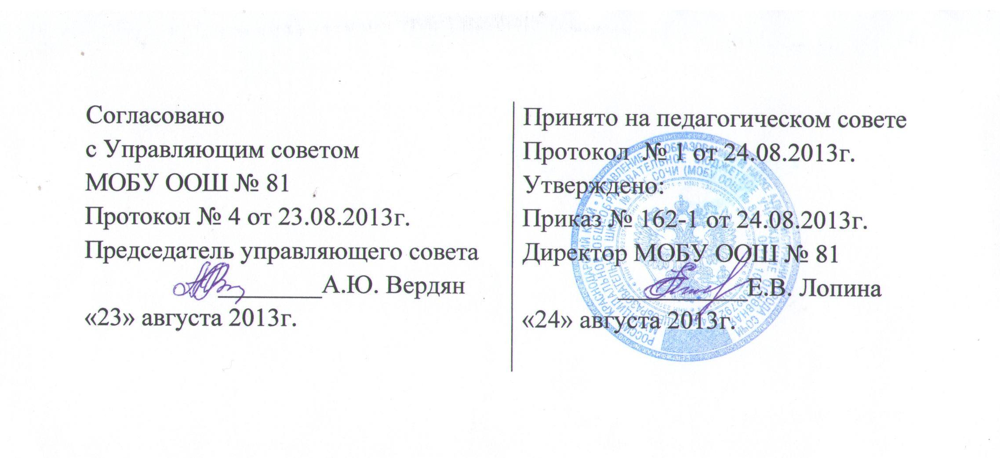 Согласовано
с Управляющим советом
МОБУ ООШ № 81
Протокол № 4 от 23.08.2013г.
Председатель управляющего совета
________А.Ю. Вердян
«23» августа 2013г.
Принято на педагогическом совете
Протокол № 1 от 24.08.2013г.
Утверждено:
Приказ № 162-1 от 24.08.2013г.
Директор МОБУ ООШ № 81
__________Е.В. Лопина
«24» августа 2013г.